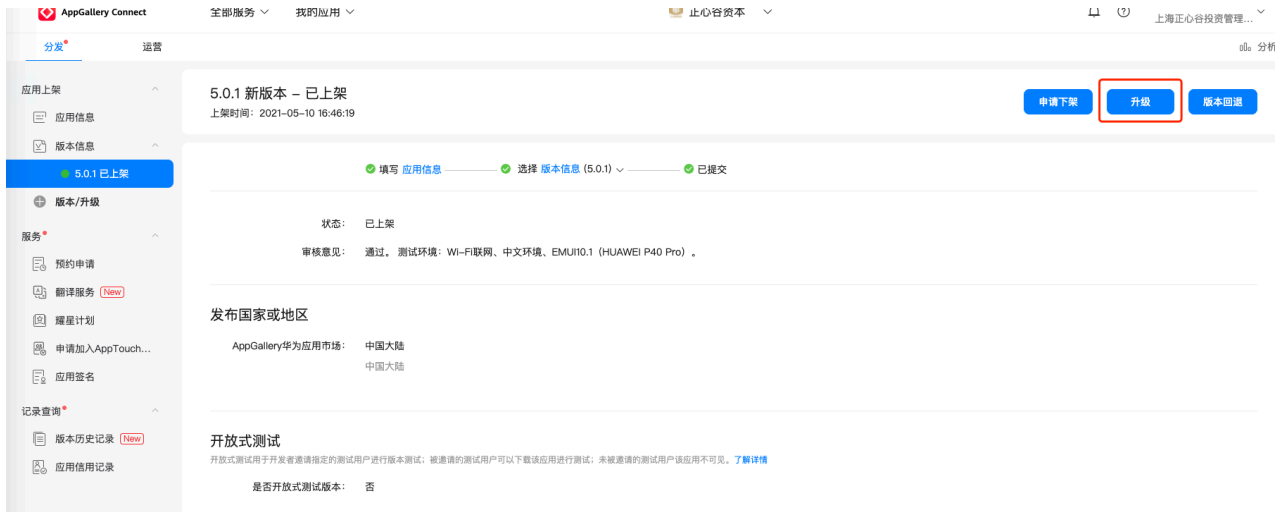 AppGallery Connect
全部服务
我的应用
正心谷资本
上海正心谷投资管理...
分发
运营
分析
应用上架
应用信息
版本信息
5.0.1 已上架
版本/升级
服务
预约申请
翻译服务 New
耀星计划
申请加入AppTouch...
应用签名
记录查询
版本历史记录 New
应用信用记录
5.0.1 新版本 – 已上架
上架时间：2021–05–10 16:46:19
申请下架
升级
版本回退
填写 应用信息
选择 版本信息 (5.0.1)
已提交
状态： 已上架
审核意见： 通过。 测试环境：Wi–Fi联网、中文环境、EMUI10.1（HUAWEI P40 Pro）。
发布国家或地区
AppGallery华为应用市场： 中国大陆
中国大陆
开放式测试
开放式测试用于开发者邀请指定的测试用户进行版本测试；被邀请的测试用户可以下载该应用进行测试；未被邀请的测试用户该应用不可见。了解详情
是否开放式测试版本： 否